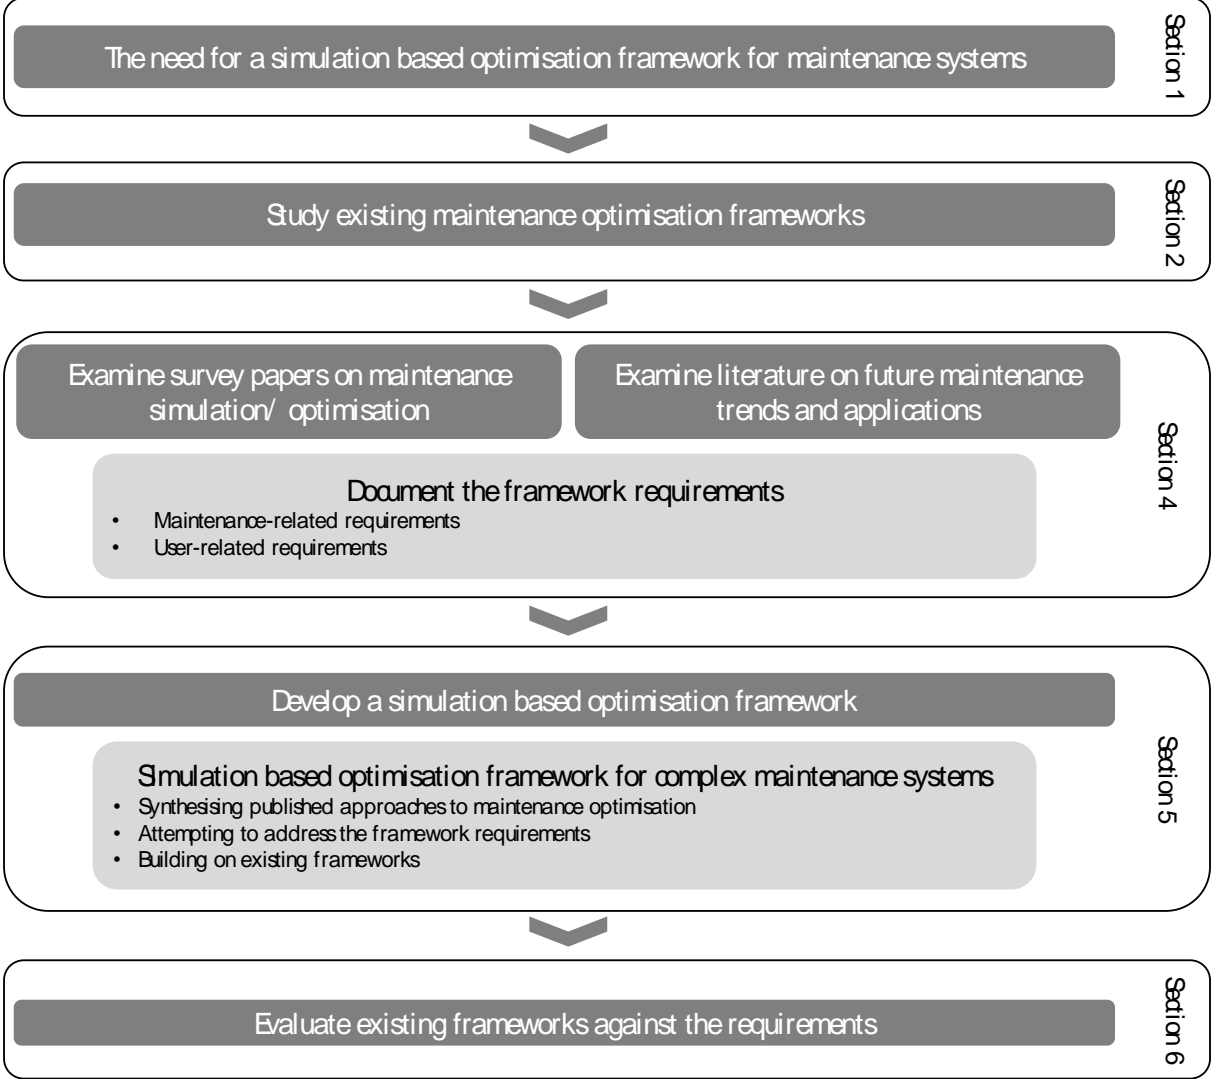 The need for a simulation based optimisation framework for maintenance systems
Section 1
Study existing maintenance optimisation frameworks
Section 2
Examine survey papers on maintenance
simulation/ optimisation
Examine literature on future maintenance
trends and applications
Document the framework requirements
• Maintenance-related requirements
• User-related requirements
Section 4
Develop a simulation based optimisation framework
Simulation based optimisation framework for complex maintenance systems
• Synthesising published approaches to maintenance optimisation
• Attempting to address the framework requirements
• Building on existing frameworks
Section 5
Evaluate existing frameworks against the requirements
Section 6